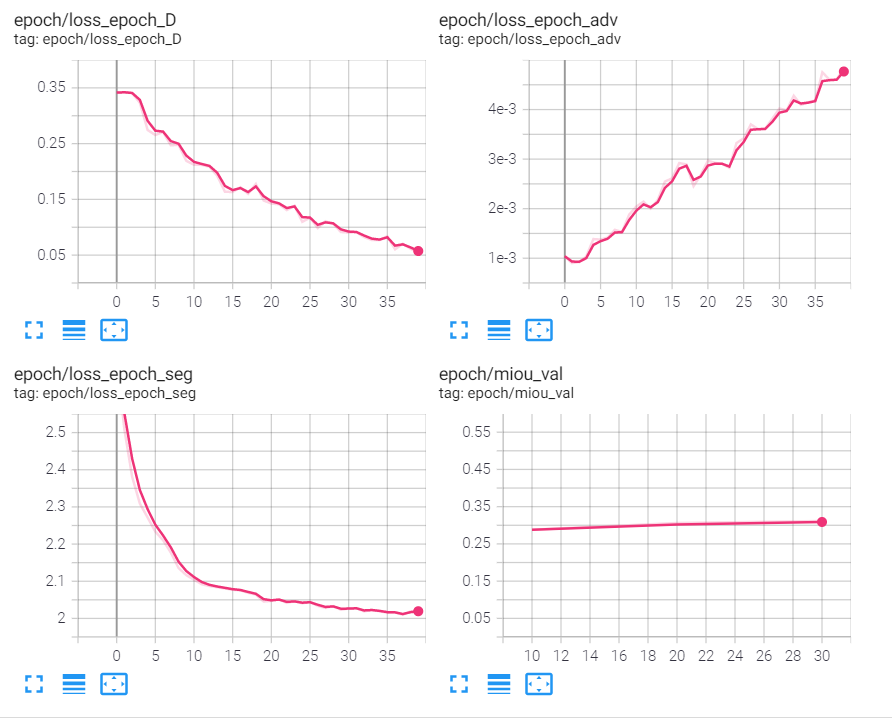 epoch/loss_epoch_D
tag: epoch/loss_epoch_D
0.35
0.25
0.15
0.05
0 5 10 15 20 25 30 35
epoch/loss_epoch_adv
tag: epoch/loss_epoch_adv
4e-3
3e-3
2e-3
1e-3
0 5 10 15 20 25 30 35
epoch/loss_epoch_seg
tag: epoch/loss_epoch_seg
2.5
2.4
2.3
2.2
2.1
2
0 5 10 15 20 25 30 35
epoch/miou_val
tag: epoch/miou_val
0.55
0.45
0.35
0.25
0.15
0.05
10 12 14 16 18 20 22 24 26 28 30